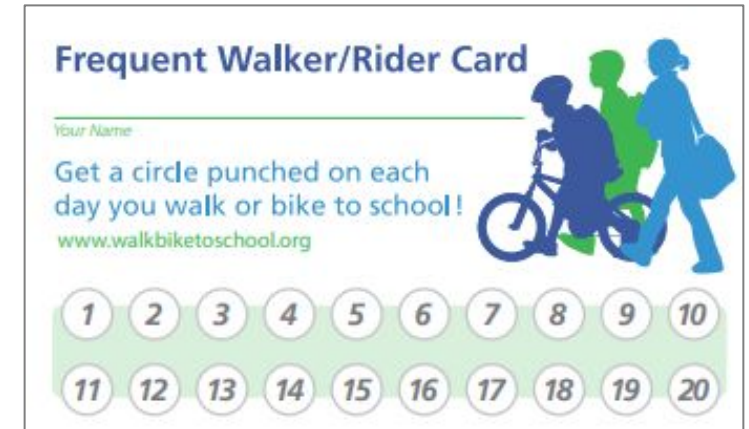 Frequent Walker/Rider Card
Your Name
Get a circle punched on each
day you walk or bike to school!
www.walkbiketoschool.org
1 2 3 4 5 6 7 8 9 10
11 12 13 14 15 16 17 18 19 20